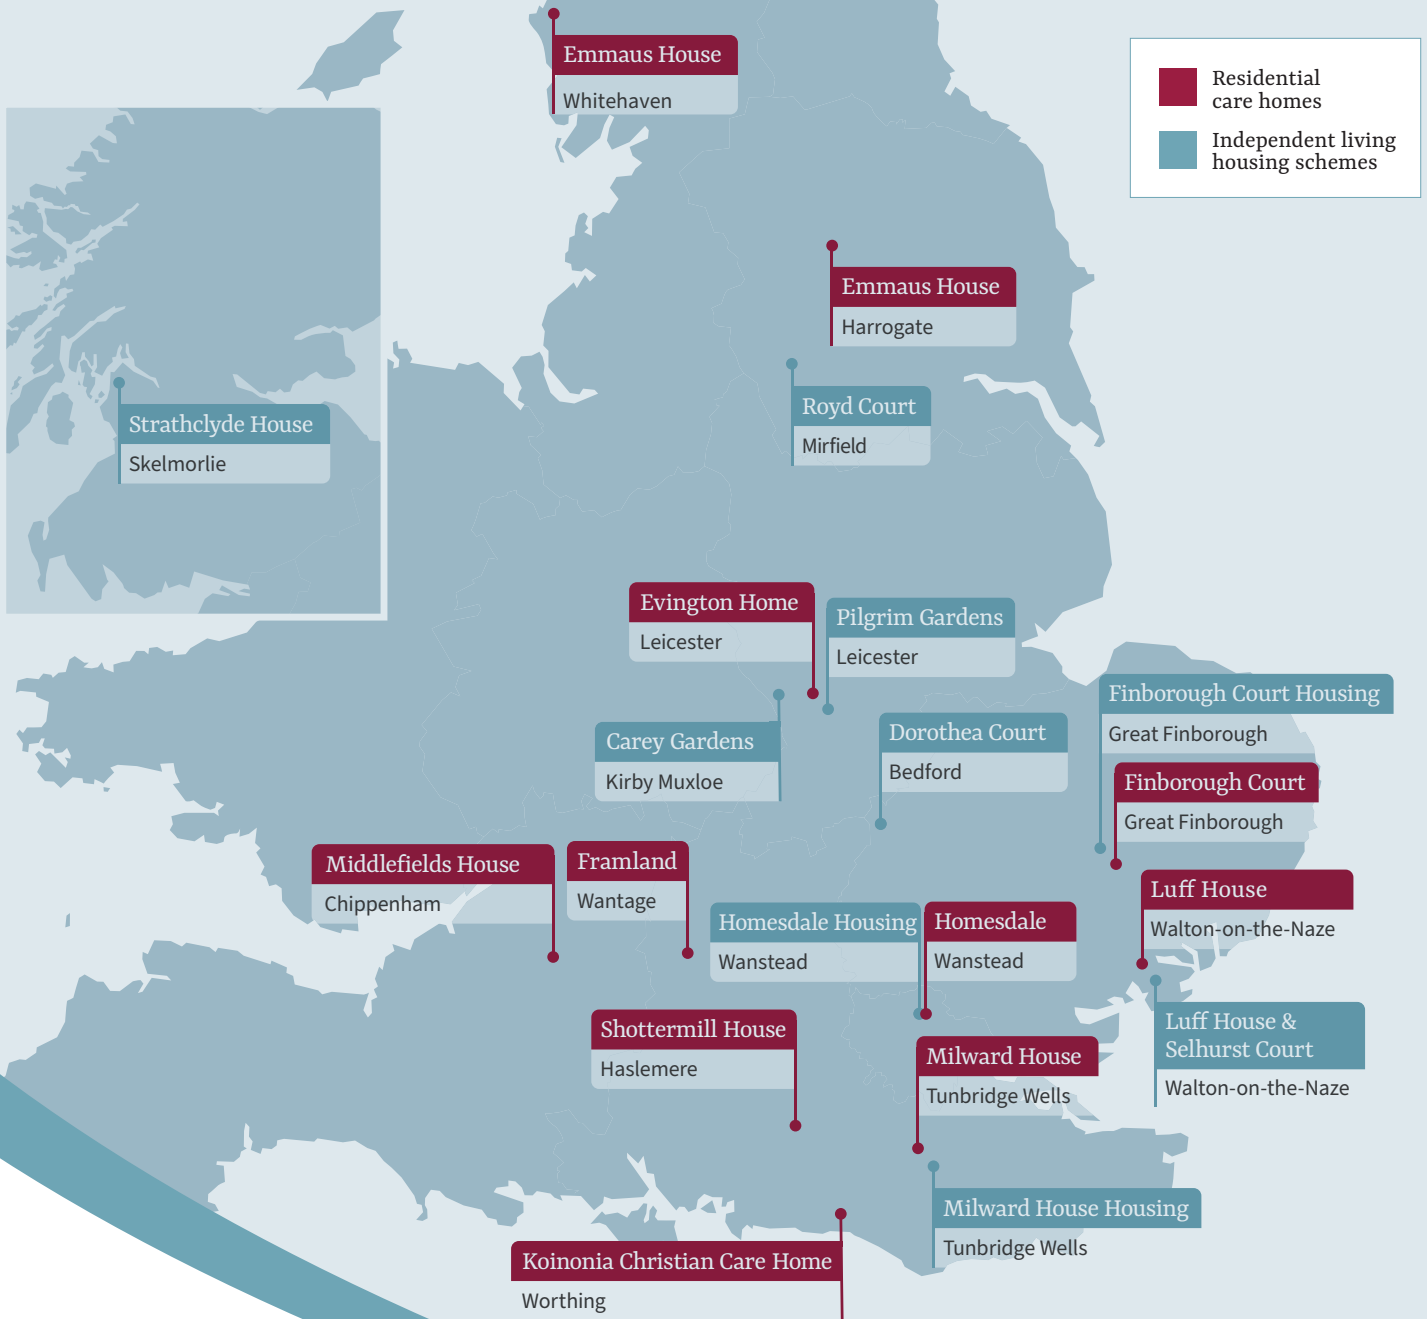 Emmaus House
Whitehaven
Residential
care homes
Independent living
housing schemes
Emmaus House
Harrogate
Royd Court
Mirfield
Strathclyde House
Skelmorlie
Evington Home
Leicester
Pilgrim Gardens
Leicester
Finborough Court Housing
Great Finborough
Carey Gardens
Kirby Muxloe
Dorothea Court
Bedford
Finborough Court
Great Finborough
Middlefields House
Chippenham
Framland
Wantage
Luff House
Walton-on-the-Naze
Homesdale Housing
Wanstead
Homesdale
Wanstead
Luff House &
Selhurst Court
Walton-on-the-Naze
Shottermill House
Haslemere
Milward House
Tunbridge Wells
Milward House Housing
Tunbridge Wells
Koinonia Christian Care Home
Worthing